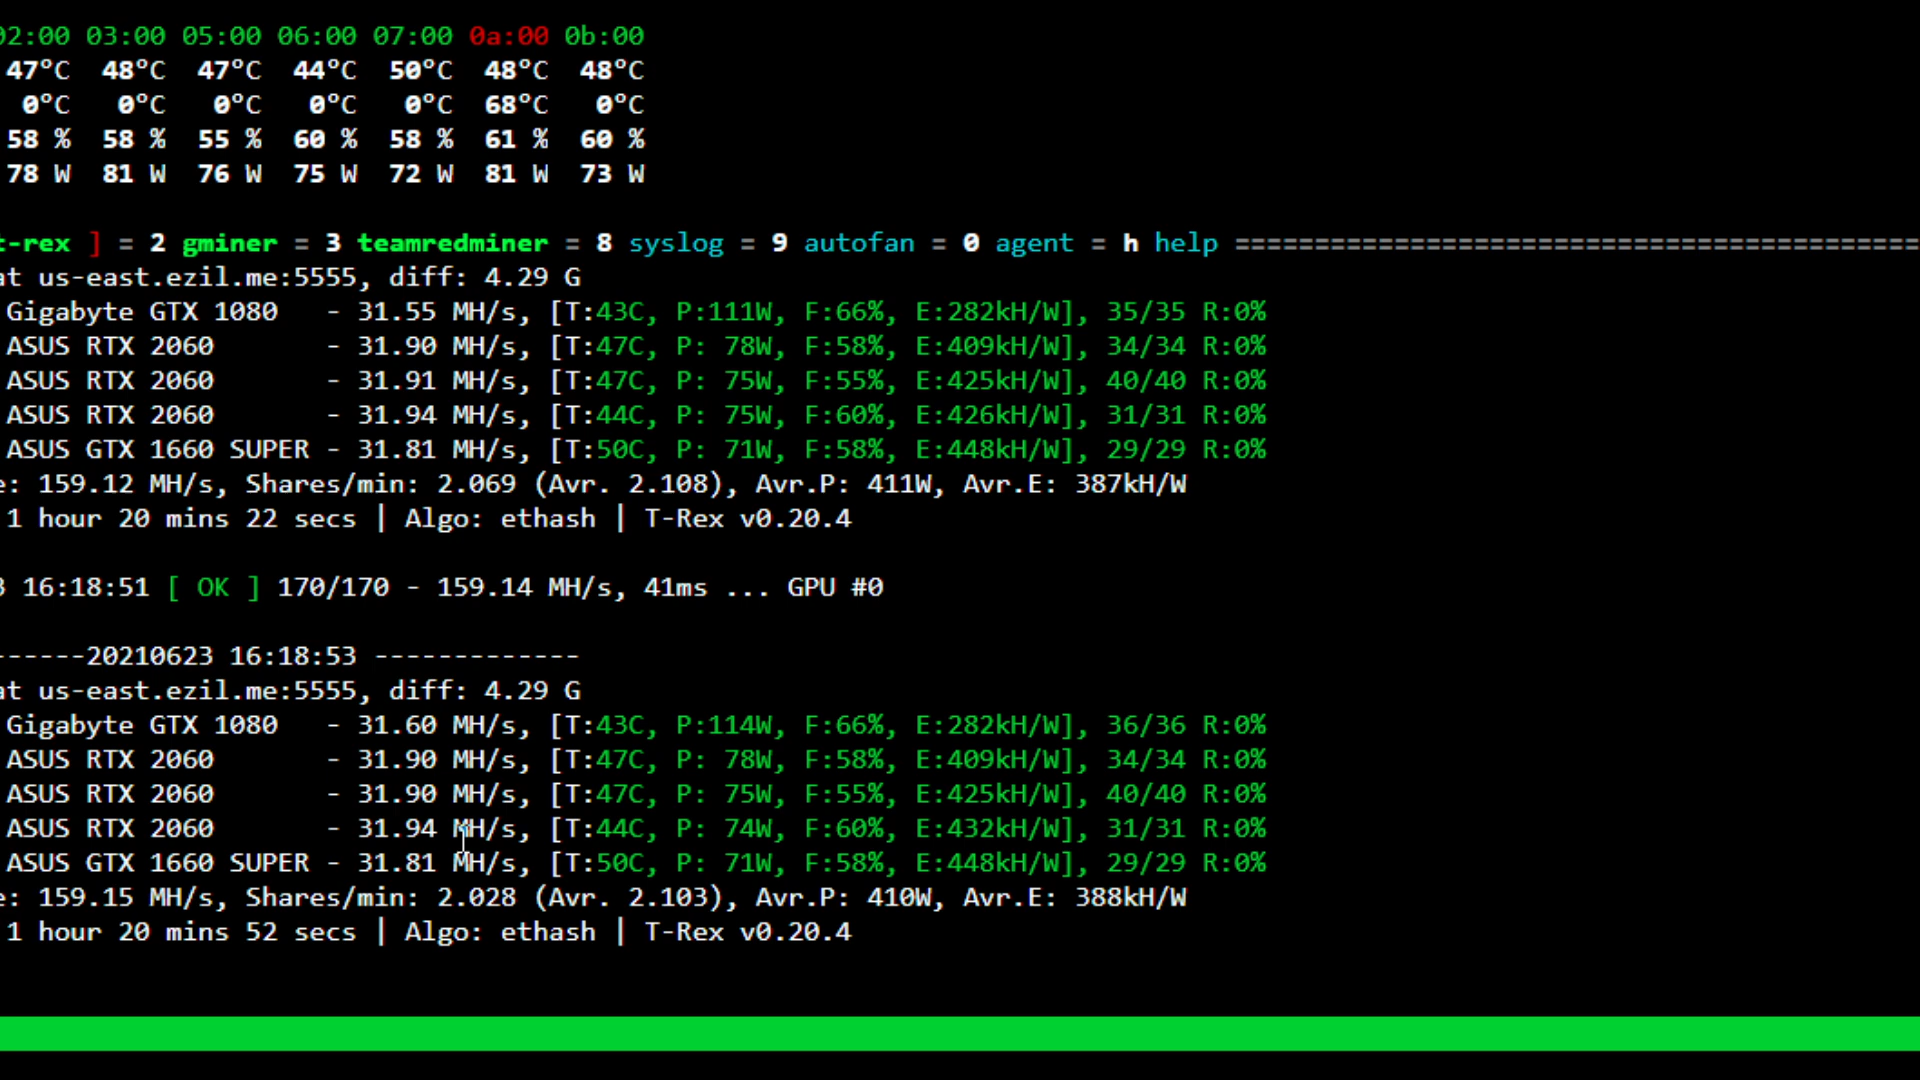 02:00 03:00 05:00 06:00 07:00 0a:00 0b:00
47°C 48°C 47°C 44°C 50°C 48°C 48°C
0°C 0°C 0°C 0°C 0°C 68°C 0°C
58 % 58 % 55 % 60 % 58 % 61 % 60 %
78 W 81 W 76 W 75 W 72 W 81 W 73 W
t-rex ] = 2 gminer = 3 teamredminer = 8 syslog = 9 autofan = 0 agent = h help ===========================================
at us-east.ezil.me:5555, diff: 4.29 G
Gigabyte GTX 1080 - 31.55 MH/s, [T:43C, P:111W, F:66%, E:282kH/W], 35/35 R:0%
ASUS RTX 2060 - 31.90 MH/s, [T:47C, P: 78W, F:58%, E:409kH/W], 34/34 R:0%
ASUS RTX 2060 - 31.91 MH/s, [T:47C, P: 75W, F:55%, E:425kH/W], 40/40 R:0%
ASUS RTX 2060 - 31.94 MH/s, [T:44C, P: 75W, F:60%, E:426kH/W], 31/31 R:0%
ASUS GTX 1660 SUPER - 31.81 MH/s, [T:50C, P: 71W, F:58%, E:448kH/W], 29/29 R:0%
e: 159.12 MH/s, Shares/min: 2.069 (Avr. 2.108), Avr.P: 411W, Avr.E: 387kH/W
1 hour 20 mins 22 secs | Algo: ethash | T-Rex v0.20.4
3 16:18:51 [ OK ] 170/170 - 159.14 MH/s, 41ms ... GPU #0
------20210623 16:18:53 -------------
at us-east.ezil.me:5555, diff: 4.29 G
Gigabyte GTX 1080 - 31.60 MH/s, [T:43C, P:114W, F:66%, E:282kH/W], 36/36 R:0%
ASUS RTX 2060 - 31.90 MH/s, [T:47C, P: 78W, F:58%, E:409kH/W], 34/34 R:0%
ASUS RTX 2060 - 31.90 MH/s, [T:47C, P: 75W, F:55%, E:425kH/W], 40/40 R:0%
ASUS RTX 2060 - 31.94 MH/s, [T:44C, P: 74W, F:60%, E:432kH/W], 31/31 R:0%
ASUS GTX 1660 SUPER - 31.81 MH/s, [T:50C, P: 71W, F:58%, E:448kH/W], 29/29 R:0%
e: 159.15 MH/s, Shares/min: 2.028 (Avr. 2.103), Avr.P: 410W, Avr.E: 388kH/W
1 hour 20 mins 52 secs | Algo: ethash | T-Rex v0.20.4